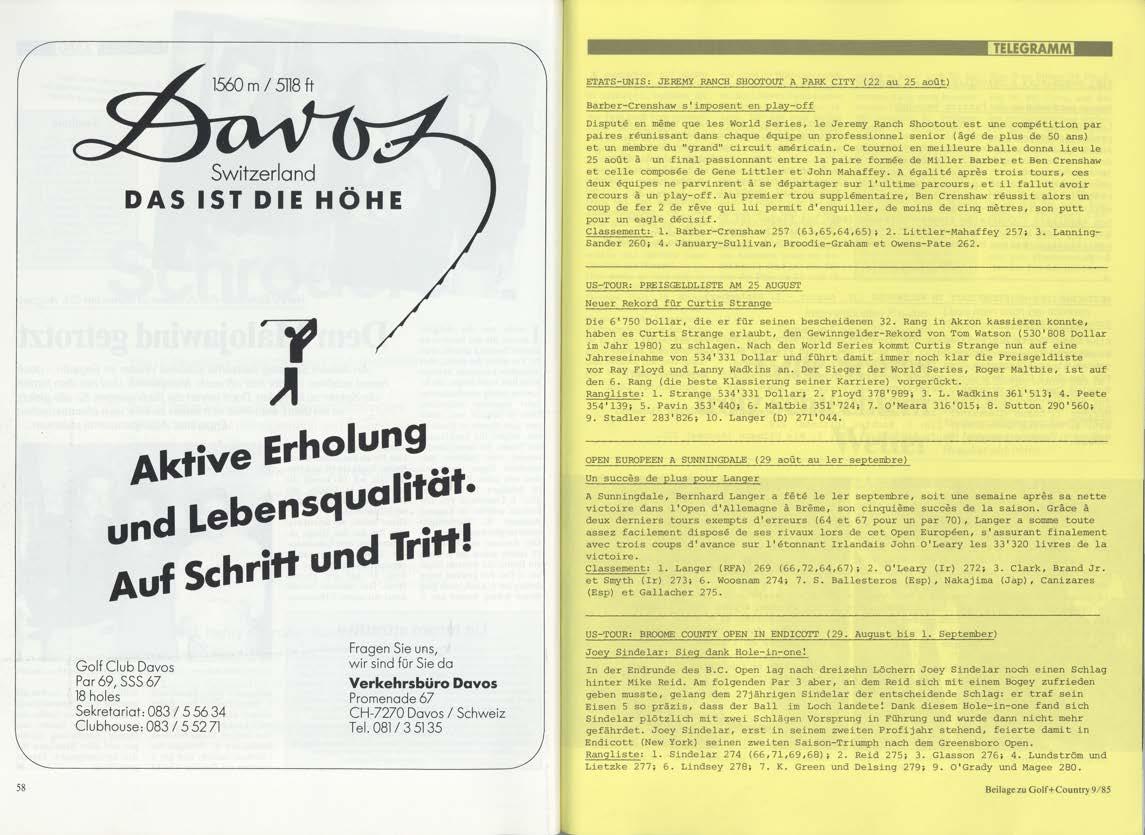 1560 m / 5118 ft
Davos
Switzerland
DAS IST DIE HÖHE
Aktive Erholung
und Lebensqualität.
Auf Schritt und Tritt!
Golf Club Davos
Par 69, SSS 67
18 holes
Sekretariat: 083 / 5 56 34
Clubhouse: 083 / 5 52 71
Fragen Sie uns,
wir sind für Sie da
Verkehrsbüro Davos
Promenade 67
CH-7270 Davos / Schweiz
Tel. 081 / 3 51 35
58
TELEGRAMM
ETATS-UNIS: JEREMY RANCH SHOOTOUT A PARK CITY (22 au 25 août)
Barber-Crenshaw s'imposent en play-off
Disputé en même que les World Series, le Jeremy Ranch Shootout est une compétition par
paires réunissant dans chaque équipe un professionnel senior (âgé de plus de 50 ans)
et un membre du "grand" circuit américain. Ce tournoi en meilleure balle donna lieu le
25 août à un final passionnant entre la paire formée de Miller Barber et Ben Crenshaw
et celle composée de Gene Littler et John Mahaffey. A égalité après trois tours, ces
deux équipes ne parvinrent à se départager sur l'ultime parcours, et il fallut avoir
recours à un play-off. Au premier trou supplémentaire, Ben Crenshaw réussit alors un
coup de fer 2 de rêve qui lui permit d'enquiller, de moins de cinq mètres, son putt
pour un eagle décisif.
Classement: 1. Barber-Crenshaw 257 (63,65,64,65); 2. Littler-Mahaffey 257; 3. Lanning-
Sander 260; 4. January-Sullivan, Broodie-Graham et Owens-Pate 262.
US-TOUR: PREISGELDLISTE AM 25 AUGUST
Neuer Rekord für Curtis Strange
Die 6'750 Dollar, die er für seinen bescheidenen 32. Rang in Akron kassieren konnte,
haben es Curtis Strange erlaubt, den Gewinngelder-Rekord von Tom Watson (530'808 Dollar
im Jahr 1980) zu schlagen. Nach den World Series kommt Curtis Strange nun auf eine
Jahreseinahme von 534'331 Dollar und führt damit immer noch klar die Preisgeldliste
vor Ray Floyd und Lanny Wadkins an. Der Sieger der World Series, Roger Maltbie, ist auf
den 6. Rang (die beste Klassierung seiner Karriere) vorgerückt.
Rangliste: 1. Strange 534'331 Dollar; 2. Floyd 378'989; 3. L. Wadkins 361'513; 4. Peete
354'139; 5. Pavin 353'440; 6. Maltbie 351'724; 7. O'Meara 316'015; 8. Sutton 290'560;
9. Stadler 283'826; 10. Langer (D) 271'044.
OPEN EUROPEEN A SUNNINGDALE (29 août au 1er septembre)
Un succès de plus pour Langer
A Sunningdale, Bernhard Langer a fêté le 1er septembre, soit une semaine après sa nette
victoire dans l'Open d'Allemagne à Brême, son cinquième succès de la saison. Grâce à
deux derniers tours exempts d'erreurs (64 et 67 pour un par 70), Langer a somme toute
assez facilement disposé de ses rivaux lors de cet Open Européen, s'assurant finalement
avec trois coups d'avance sur l'étonnant Irlandais John O'Leary les 33'320 livres de la
victoire.
Classement: 1. Langer (RFA) 269 (66,72,64,67); 2. O'Leary (Ir) 272; 3. Clark, Brand Jr.
et Smyth (Ir) 273; 6. Woosnam 274; 7. S. Ballesteros (Esp), Nakajima (Jap), Canizares
(Esp) et Gallacher 275.
US-TOUR: BROOME COUNTY OPEN IN ENDICOTT (29. August bis 1. September)
Joey Sindelar: Sieg dank Hole-in-one!
In der Endrunde des B.C. Open lag nach dreizehn Löchern Joey Sindelar noch einen Schlag
hinter Mike Reid. Am folgenden Par 3 aber, an dem Reid sich mit einem Bogey zufrieden
geben musste, gelang dem 27jährigen Sindelar der entscheidende Schlag: er traf sein
Eisen 5 so präzis, dass der Ball im Loch landete! Dank diesem Hole-in-one fand sich
Sindelar plötzlich mit zwei Schlägen Vorsprung in Führung und wurde dann nicht mehr
gefährdet. Joey Sindelar, erst in seinem zweiten Profijahr stehend, feierte damit in
Endicott (New York) seinen zweiten Saison-Triumph nach dem Greensboro Open.
Rangliste: 1. Sindelar 274 (66,71,69,68); 2. Reid 275; 3. Glasson 276; 4. Lundström und
Lietzke 277; 6. Lindsey 278; 7. K. Green und Delsing 279; 9. O'Grady und Magee 280.
Beilage zu Golf+Country 9/85